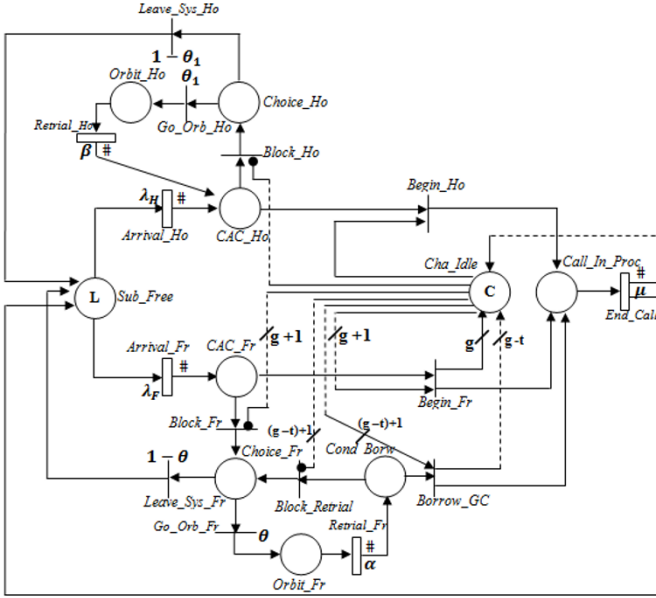 Leave_Sys_Ho
1 − θ₁
Orbit_Ho
θ₁
Choice_Ho
Go_Orb_Ho
Retrial_Ho
β #
Block_Ho
Begin_Ho
λH #
Arrival_Ho
CAC_Ho
Cha_Idle
Call_In_Proc
L
Sub_Free
C
#
μ
End_Call
Arrival_Fr
CAC_Fr
g+1
g+1
g
g-t
#
λF
Begin_Fr
Block_Fr
(g-t)+1
(g-t)+1
Choice_Fr
Cond_Borw
1 − θ
Leave_Sys_Fr
Block_Retrial
Borrow_GC
Go_Orb_Fr
θ
Retrial_Fr
#
α
Orbit_Fr